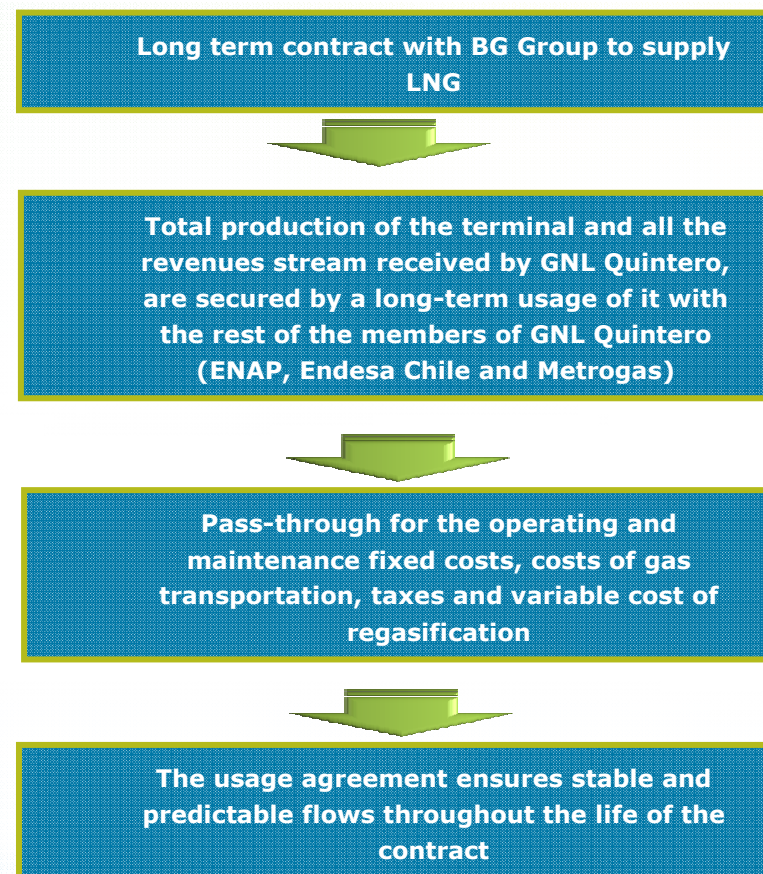 Long term contract with BG Group to supply
LNG
Total production of the terminal and all the
revenues stream received by GNL Quintero,
are secured by a long-term usage of it with
the rest of the members of GNL Quintero
(ENAP, Endesa Chile and Metrogas)
Pass-through for the operating and
maintenance fixed costs, costs of gas
transportation, taxes and variable cost of
regasification
The usage agreement ensures stable and
predictable flows throughout the life of the
contract